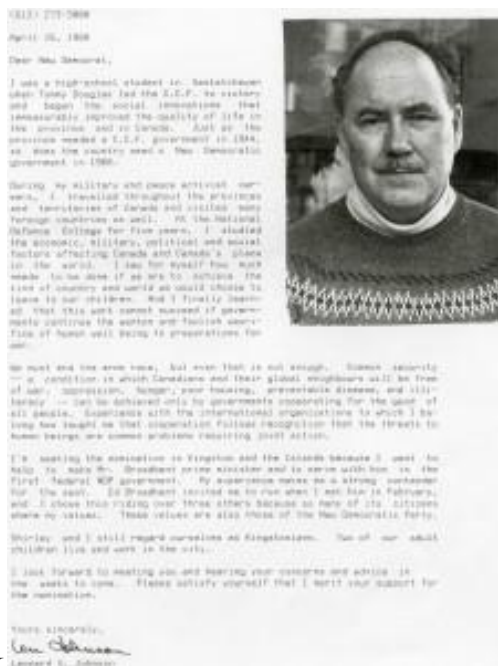 April 26, 1988
Dear New Democrat,
I was a high-school student in Saskatchewan
when Tommy Douglas led the C.C.F. to victory
and began the social innovations that
immeasurably improved the quality of life in
the province and in Canada. Just as the
province needed a C.C.F. government in 1944,
so does the country need a New Democratic
government in 1988.
During my military and peace activist
I travelled throughout the provinces
and territories of Canada and visited many
foreign countries as well. At the National
Defence College for five years, I studied
the economic, military, political and social
factors affecting Canada and Canada's place
in the world. I saw for myself how much
needs to be done if we are to achieve the
kind of country and world we would choose to
leave to our children. And I finally learn-
ed that this work cannot succeed if govern-
ments continue the wanton and foolish sacri-
fice of human well being to preparations for
war.
We must end the arms race, but even that is not enough. Common security
-- a condition in which Canadians and their global neighbours will be free
of war, oppression, hunger, poor housing, preventable disease, and illi-
teracy -- can be achieved only by governments cooperating for the good of
all people. Experience with the international organizations to which I be-
long has taught me that cooperation follows recognition that the threats to
human beings are common problems requiring joint action.
I'm seeking the nomination in Kingston and the Islands because I want to
help to make Mr. Broadbent prime minister and to serve with him in the
first federal NDP government. My experience makes me a strong contender
for the seat. Ed Broadbent invited me to run when I met him in February,
and I chose this riding over three others because so many of its citizens
share my values. These values are also those of the New Democratic Party.
Shirley and I still regard ourselves as Kingstonians. Two of our adult
children live and work in the city.
I look forward to meeting you and hearing your concerns and advice in
the weeks to come. Please satisfy yourself that I merit your support for
the nomination.
Yours sincerely,
Len Johnson
Leonard V. Johnson